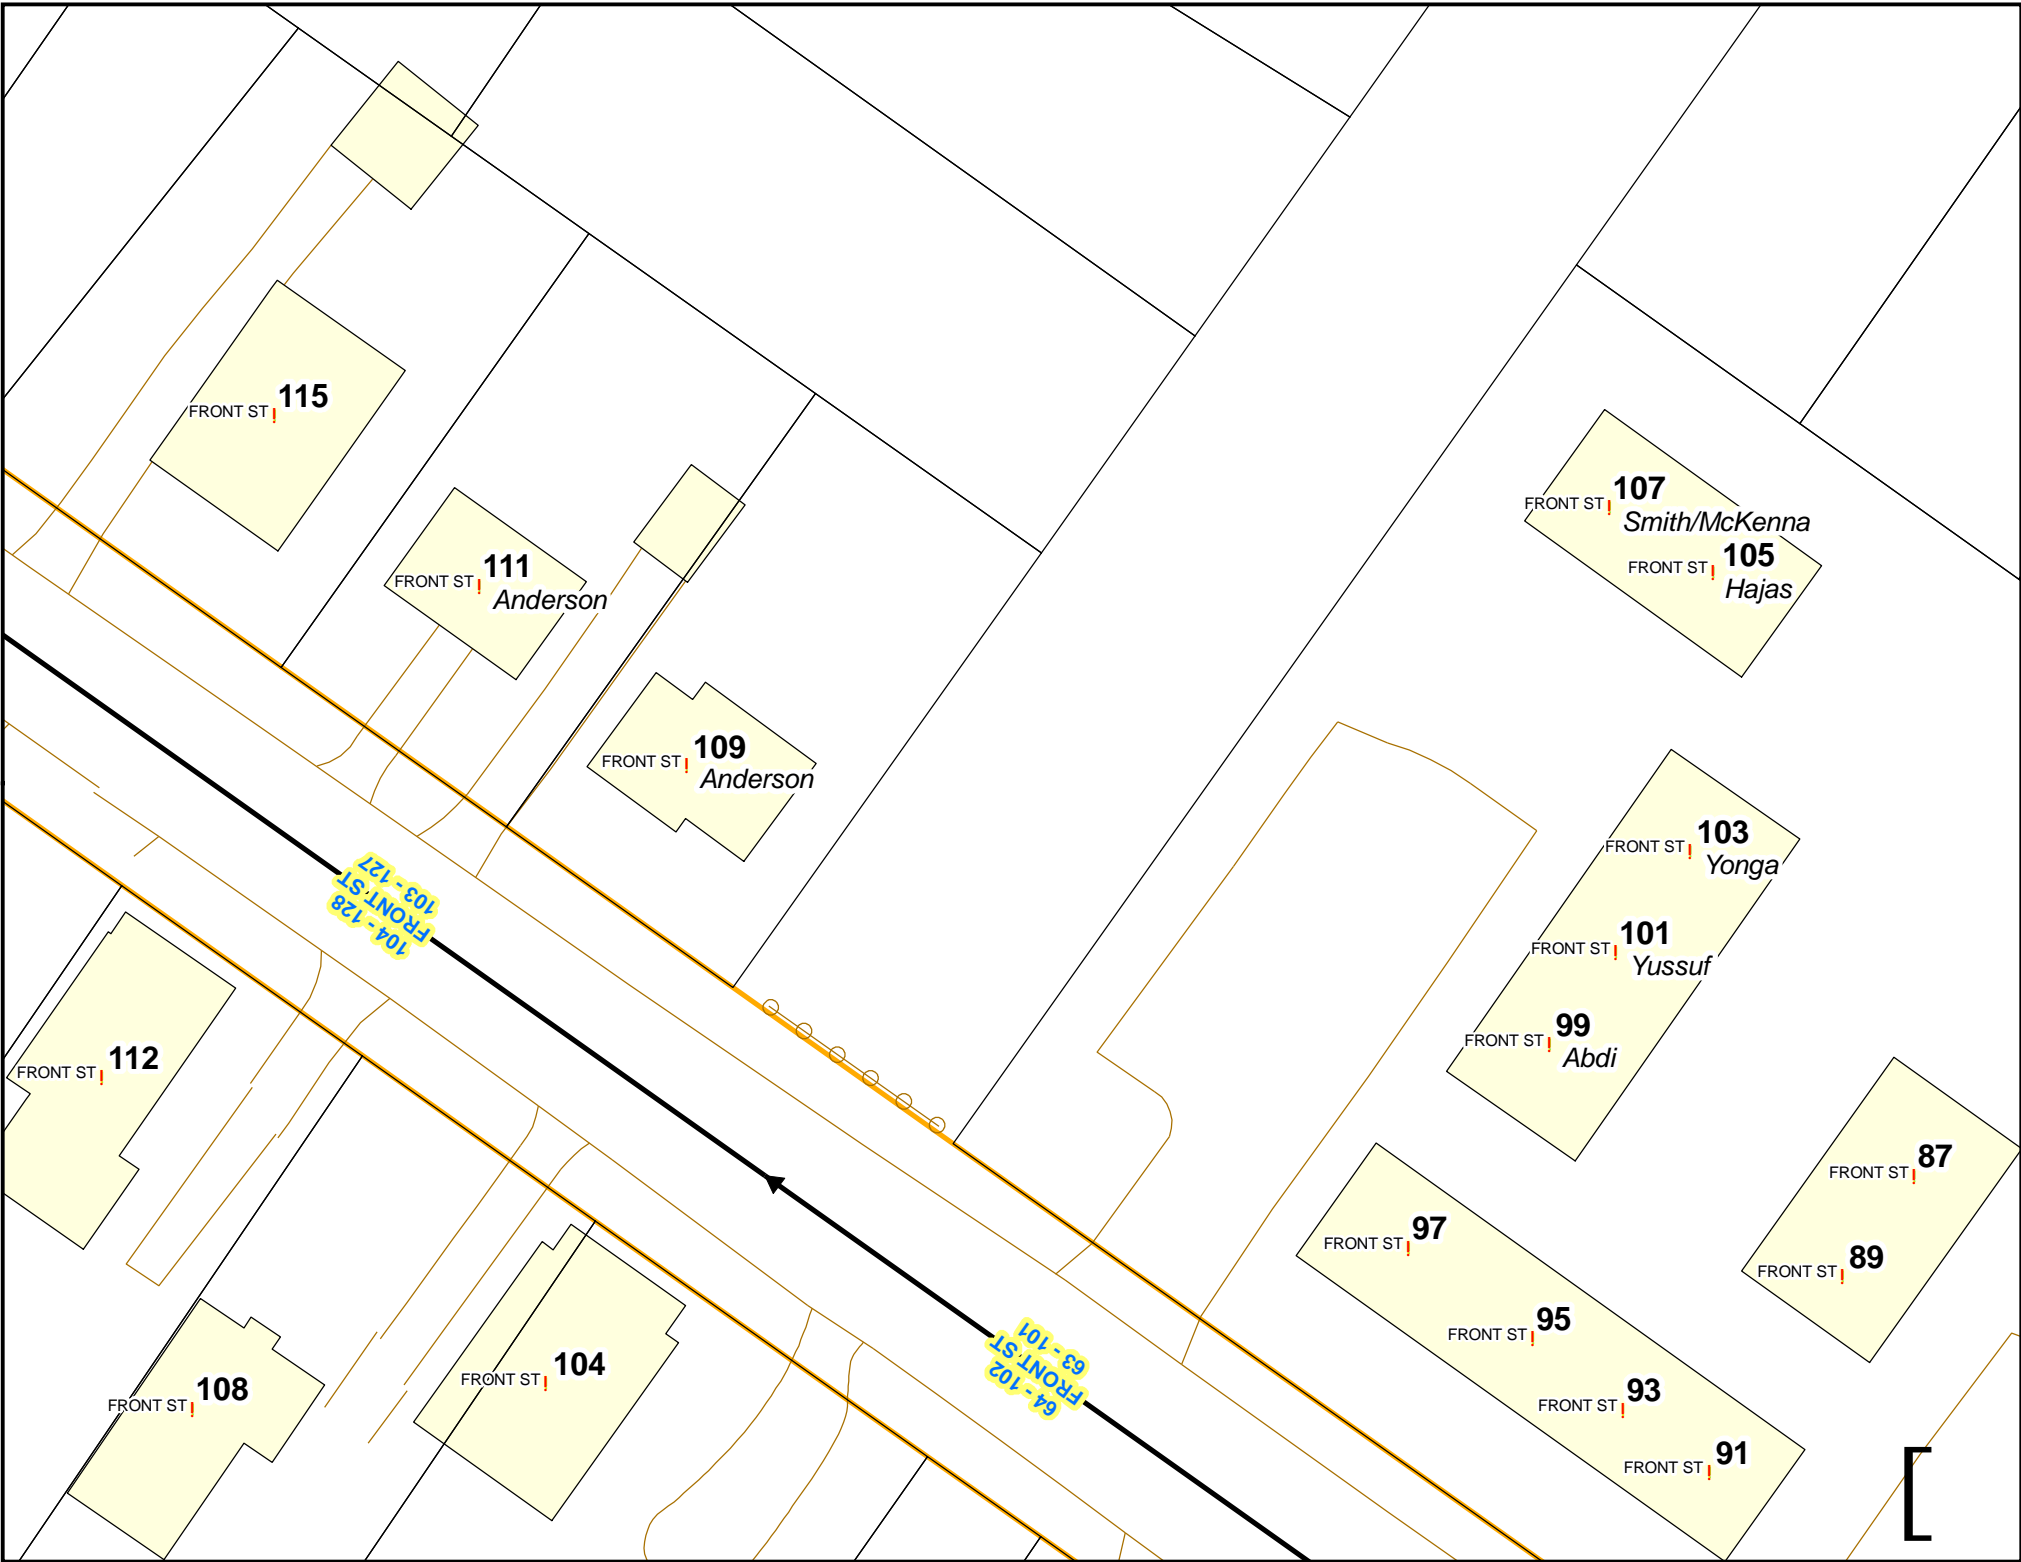 FRONT ST! 115
FRONT ST! 107
Smith/McKenna
FRONT ST! 105
Hajas
FRONT ST! 111
Anderson
FRONT ST! 109
Anderson
FRONT ST! 103
Yonga
103 - 127
FRONT ST
104 - 128
FRONT ST! 101
Yussuf
FRONT ST! 99
Abdi
FRONT ST! 112
FRONT ST! 87
FRONT ST! 97
FRONT ST! 89
63 - 101
FRONT ST
64 - 102
FRONT ST! 95
FRONT ST! 104
FRONT ST! 108
FRONT ST! 93
FRONT ST! 91
[